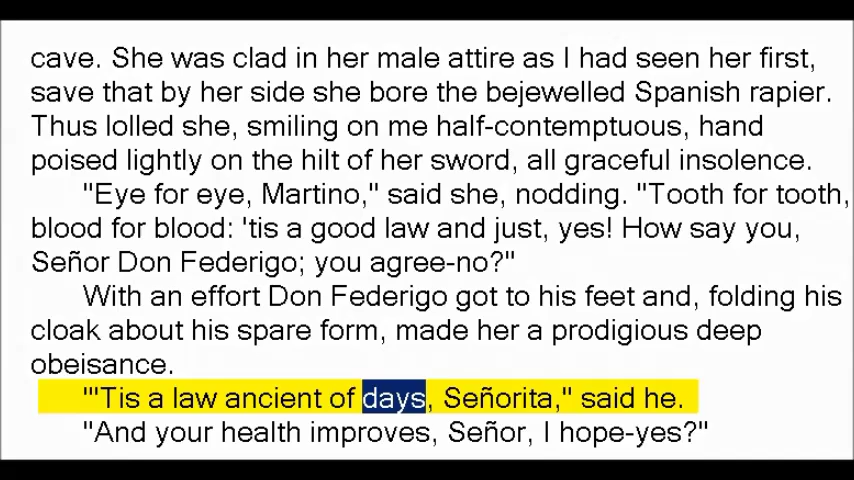 cave. She was clad in her male attire as I had seen her first,
save that by her side she bore the bejewelled Spanish rapier.
Thus lolled she, smiling on me half-contemptuous, hand
poised lightly on the hilt of her sword, all graceful insolence.
"Eye for eye, Martino," said she, nodding. "Tooth for tooth,
blood for blood: 'tis a good law and just, yes! How say you,
Señor Don Federigo; you agree-no?"
With an effort Don Federigo got to his feet and, folding his
cloak about his spare form, made her a prodigious deep
obeisance.
"'Tis a law ancient of days, Señorita," said he.
"And your health improves, Señor, I hope-yes?"